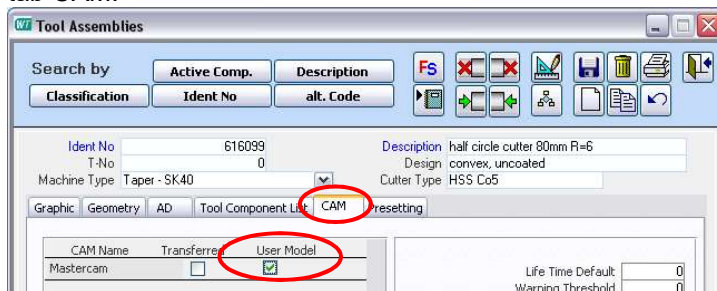 WT Tool Assemblies
Search by
Active Comp.
Description
FS
Classification
Ident No
alt. Code
Ident No 616099
Description half circle cutter 80mm R=6
T-No 0
Design convex, uncoated
Machine Type Taper - SK40
Cutter Type HSS Co5
Graphic Geometry AD Tool Component List CAM Presetting
CAM Name Transferred User Model
Mastercam
Life Time Default 0
Warning Threshold 0